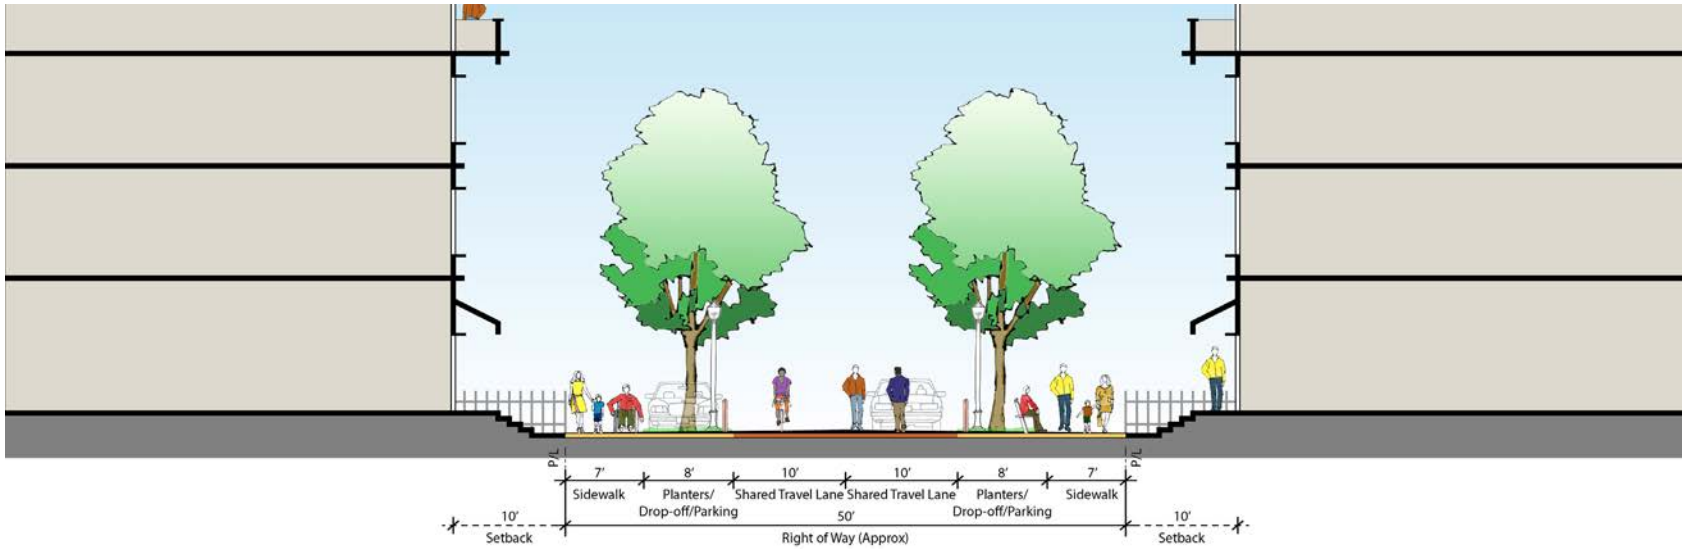 P/L
P/L
7' 8' 10' 10' 8' 7'
Sidewalk Planters/ Shared Travel Lane Shared Travel Lane Planters/ Sidewalk
Drop-off/Parking Drop-off/Parking
10' 50' 10'
Setback Right of Way (Approx) Setback